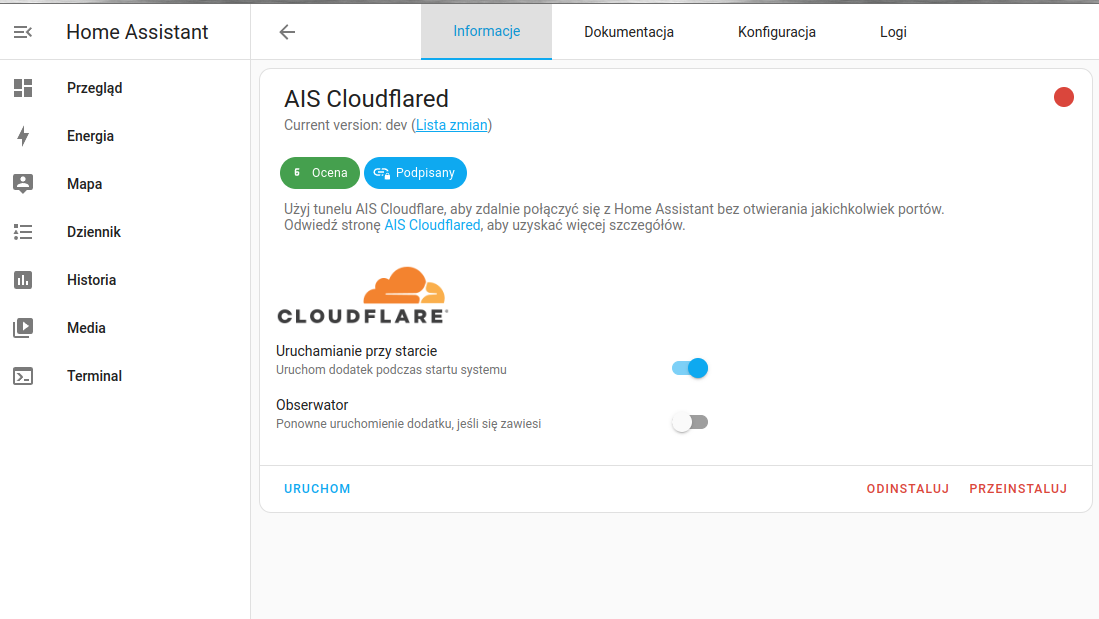 Home Assistant
Informacje
Dokumentacja
Konfiguracja
Logi
Przegląd
Energia
Mapa
Dziennik
Historia
Media
Terminal
AIS Cloudflared
Current version: dev (Lista zmian)
6 Ocena
Podpisany
Użyj tunelu AIS Cloudflare, aby zdalnie połączyć się z Home Assistant bez otwierania jakichkolwiek portów.
Odwiedź stronę AIS Cloudflared, aby uzyskać więcej szczegółów.
CLOUDFLARE
Uruchamianie przy starcie
Uruchom dodatek podczas startu systemu
Obserwator
Ponowne uruchomienie dodatku, jeśli się zawiesi
URUCHOM
ODINSTALUJ
PRZEINSTALUJ